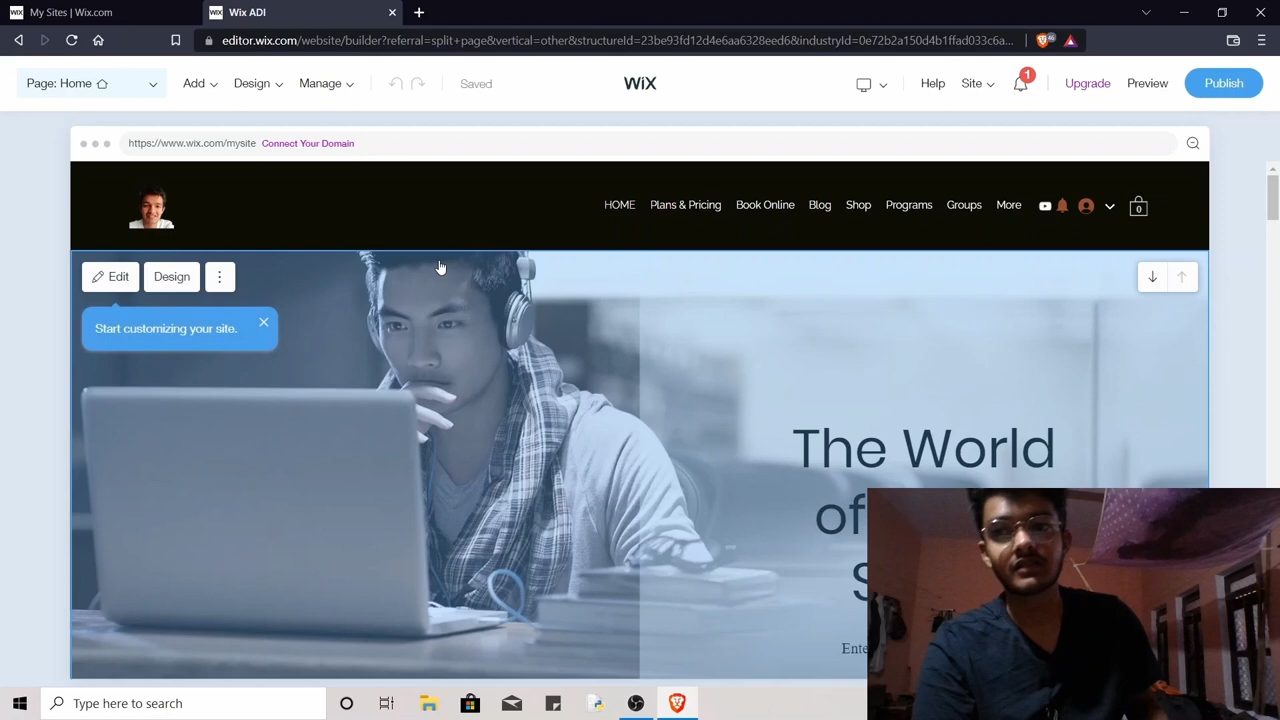 WiX My Sites | Wix.com
WiX Wix ADI
editor.wix.com/website/builder?referral=split+page&vertical=other&structureId=23be93fd12d4e6aa6328eed6&industryId=0e72b2a150d4b1ffad033c6a...
Page: Home
Add
Design
Manage
Saved
WiX
Help
Site
1
Upgrade
Preview
Publish
https://www.wix.com/mysite Connect Your Domain
HOME
Plans & Pricing
Book Online
Blog
Shop
Programs
Groups
More
0
Edit
Design
Start customizing your site.
The World
of
S
Ente
Type here to search